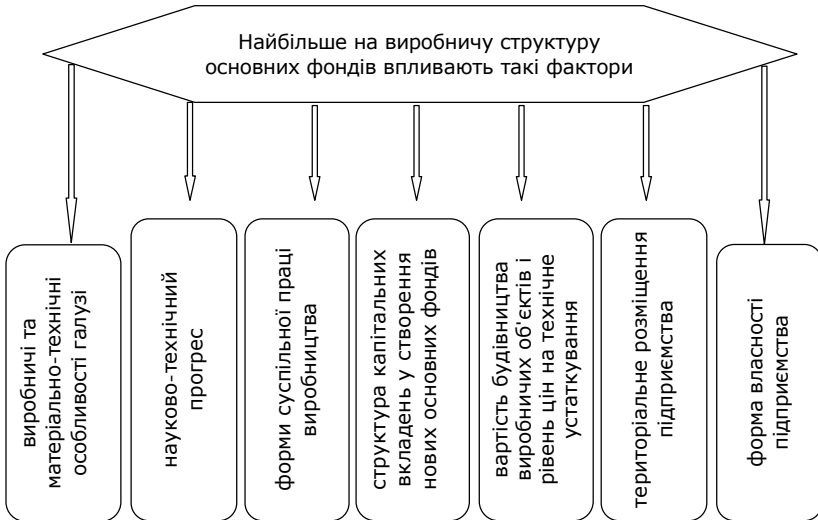 Найбільше на виробничу структуру
основних фондів впливають такі фактори
виробничі та
матеріально-технічні
особливості галузі
науково-технічний
прогрес
форми суспільної праці
виробництва
структура капітальних
вкладень у створення
нових основних фондів
вартість будівництва
виробничих об'єктів і
рівень цін на технічне
устаткування
територіальне розміщення
підприємства
форма власності
підприємства